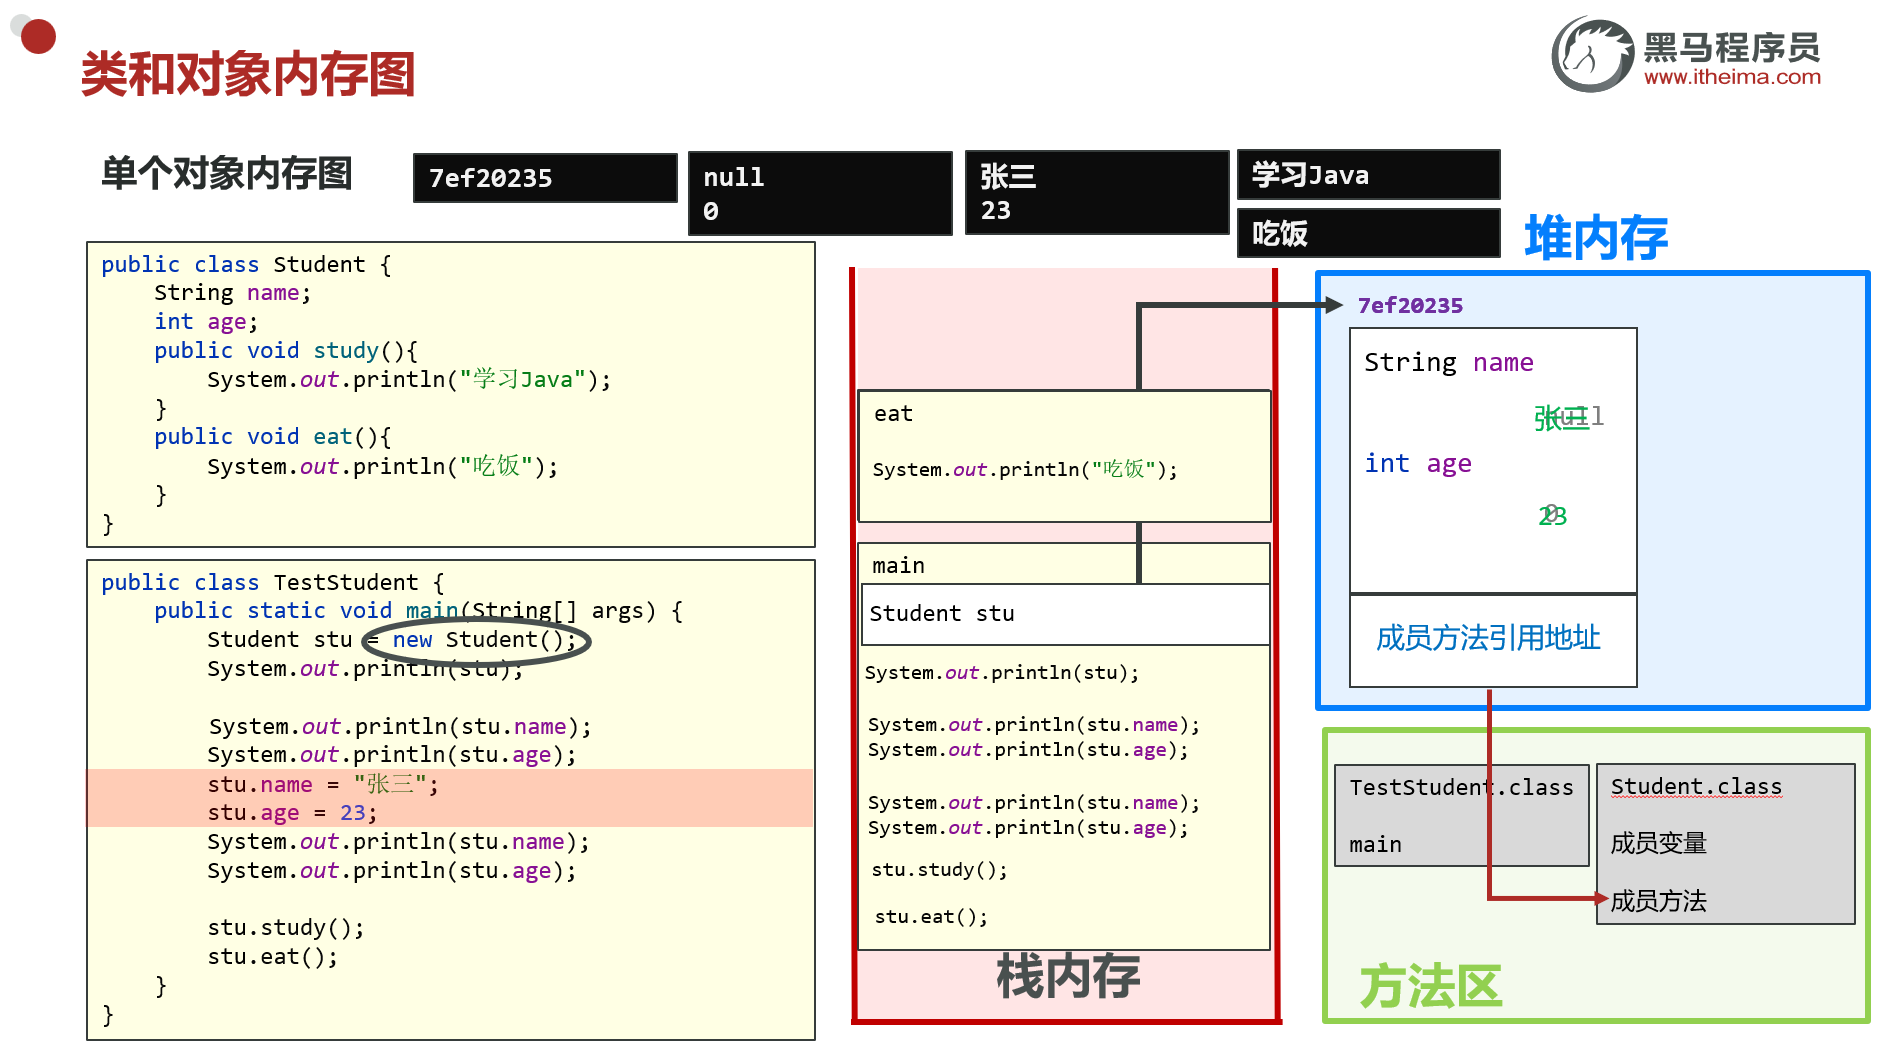 类和对象内存图
黑马程序员
www.itheima.com
单个对象内存图
7ef20235
null
0
张三
23
学习Java
吃饭
public class Student {
    String name;
    int age;
    public void study(){
        System.out.println("学习Java");
    }
    public void eat(){
        System.out.println("吃饭");
    }
}
public class TestStudent {
    public static void main(String[] args) {
        Student stu = new Student();
        System.out.println(stu);
        System.out.println(stu.name);
        System.out.println(stu.age);
        stu.name = "张三";
        stu.age = 23;
        System.out.println(stu.name);
        System.out.println(stu.age);
        stu.study();
        stu.eat();
    }
}
eat
System.out.println("吃饭");
main
Student stu
System.out.println(stu);
System.out.println(stu.name);
System.out.println(stu.age);
System.out.println(stu.name);
System.out.println(stu.age);
stu.study();
stu.eat();
栈内存
堆内存
7ef20235
String name
null
张三
int age
0
23
成员方法引用地址
TestStudent.class
main
Student.class
成员变量
成员方法
方法区